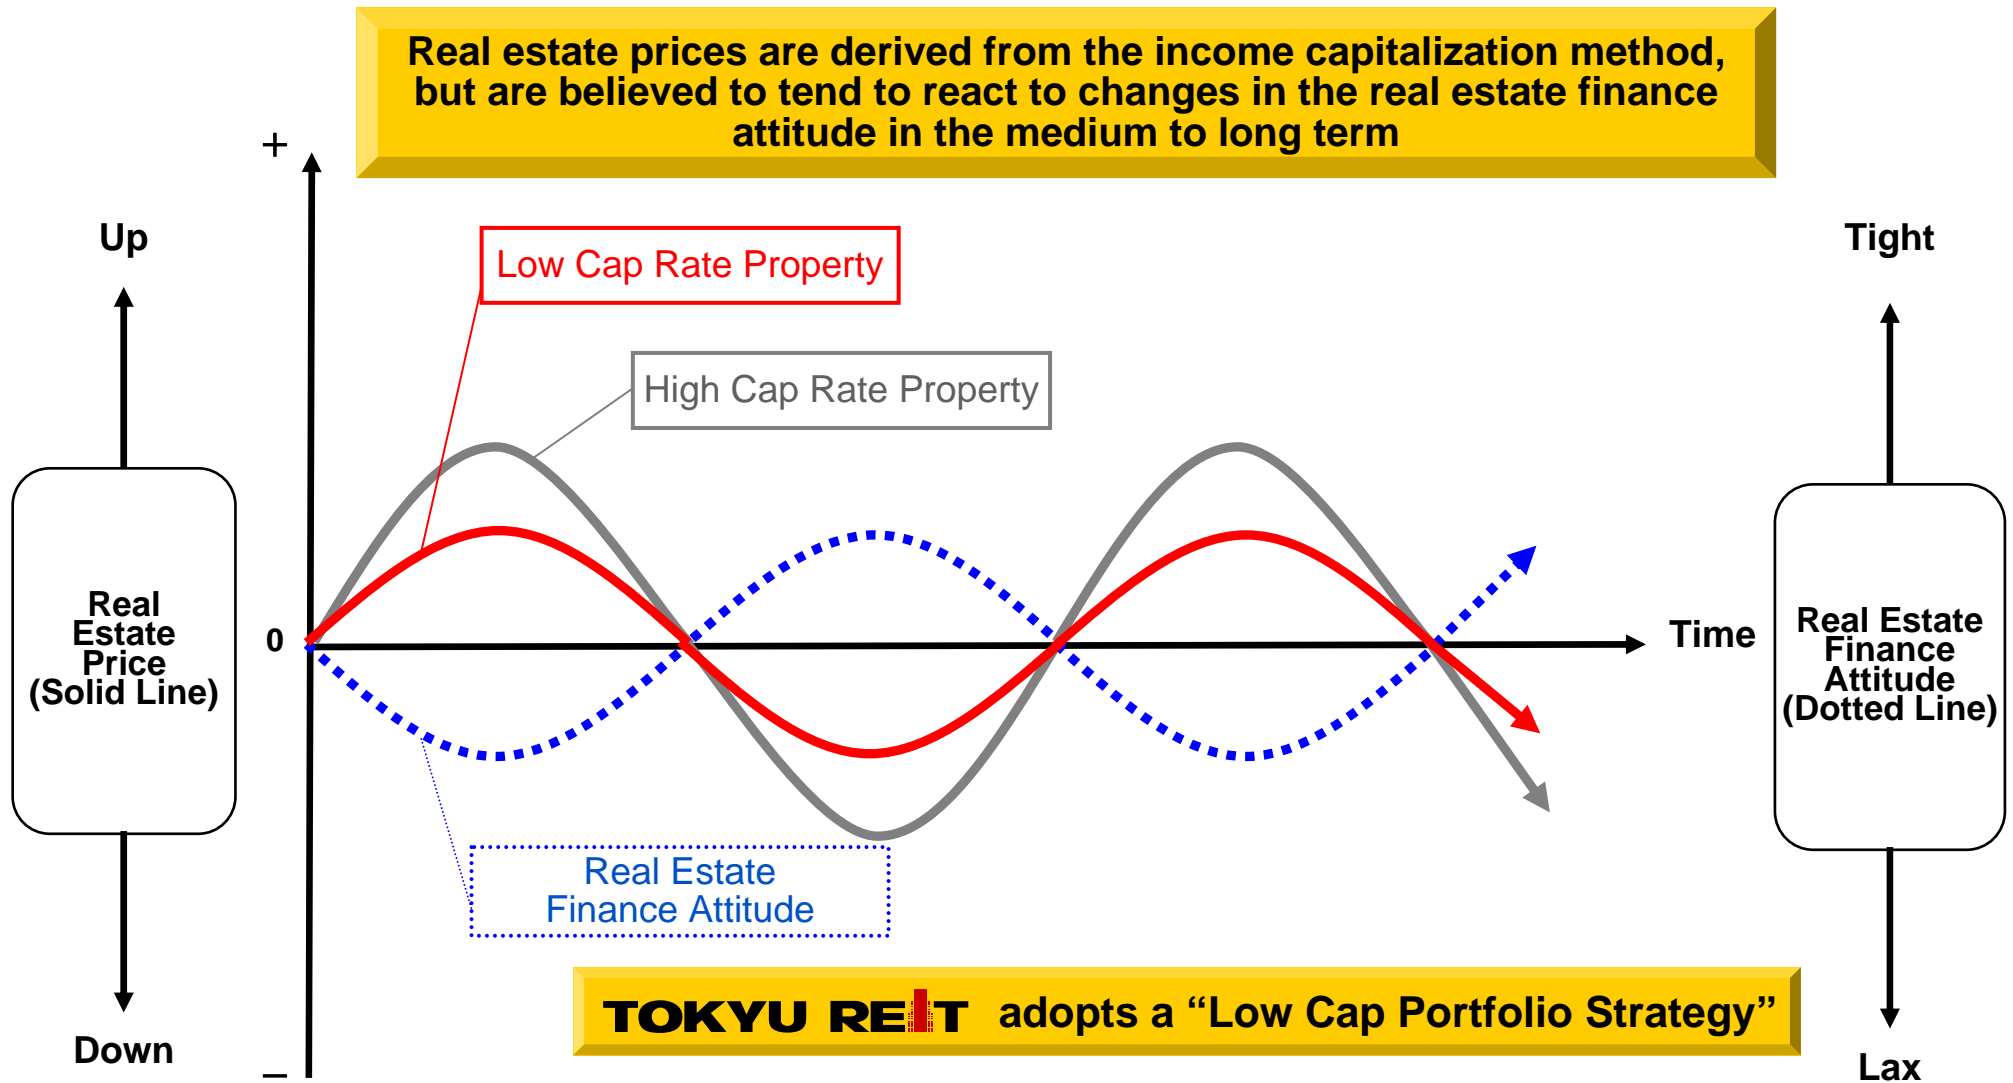 Real estate prices are derived from the income capitalization method,
but are believed to tend to react to changes in the real estate finance
attitude in the medium to long term
+
Up
Tight
Low Cap Rate Property
High Cap Rate Property
Real
Estate
Price
(Solid Line)
0
Time
Real Estate
Finance
Attitude
(Dotted Line)
Real Estate
Finance Attitude
TOKYU REIT adopts a “Low Cap Portfolio Strategy”
Down
−
Lax